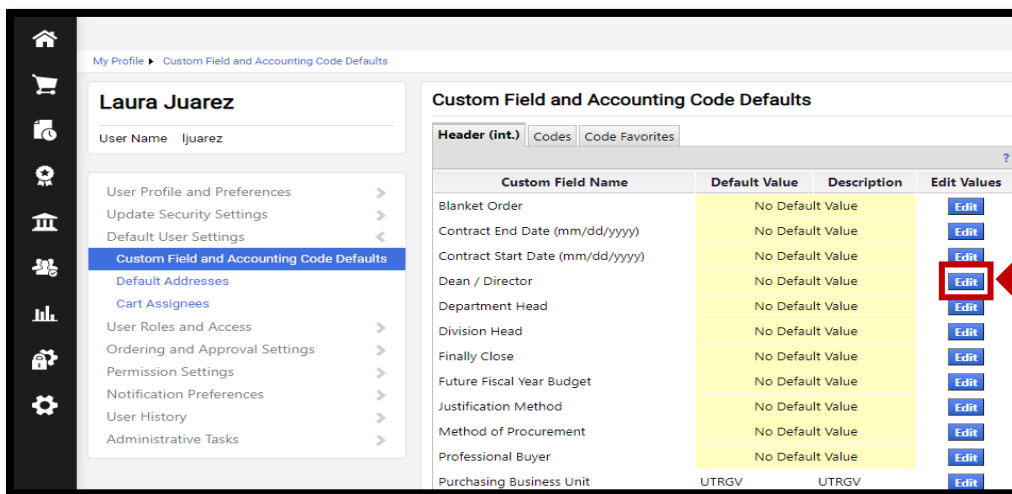 My Profile Custom Field and Accounting Code Defaults
Laura Juarez
User Name ljuarez
User Profile and Preferences
Update Security Settings
Default User Settings
Custom Field and Accounting Code Defaults
Default Addresses
Cart Assignees
User Roles and Access
Ordering and Approval Settings
Permission Settings
Notification Preferences
User History
Administrative Tasks
Custom Field and Accounting Code Defaults
Header (int.) Codes Code Favorites
?
Custom Field Name Default Value Description Edit Values
Blanket Order No Default Value Edit
Contract End Date (mm/dd/yyyy) No Default Value Edit
Contract Start Date (mm/dd/yyyy) No Default Value Edit
Dean / Director No Default Value Edit
Department Head No Default Value Edit
Division Head No Default Value Edit
Finally Close No Default Value Edit
Future Fiscal Year Budget No Default Value Edit
Justification Method No Default Value Edit
Method of Procurement No Default Value Edit
Professional Buyer No Default Value Edit
Purchasing Business Unit UTRGV UTRGV Edit